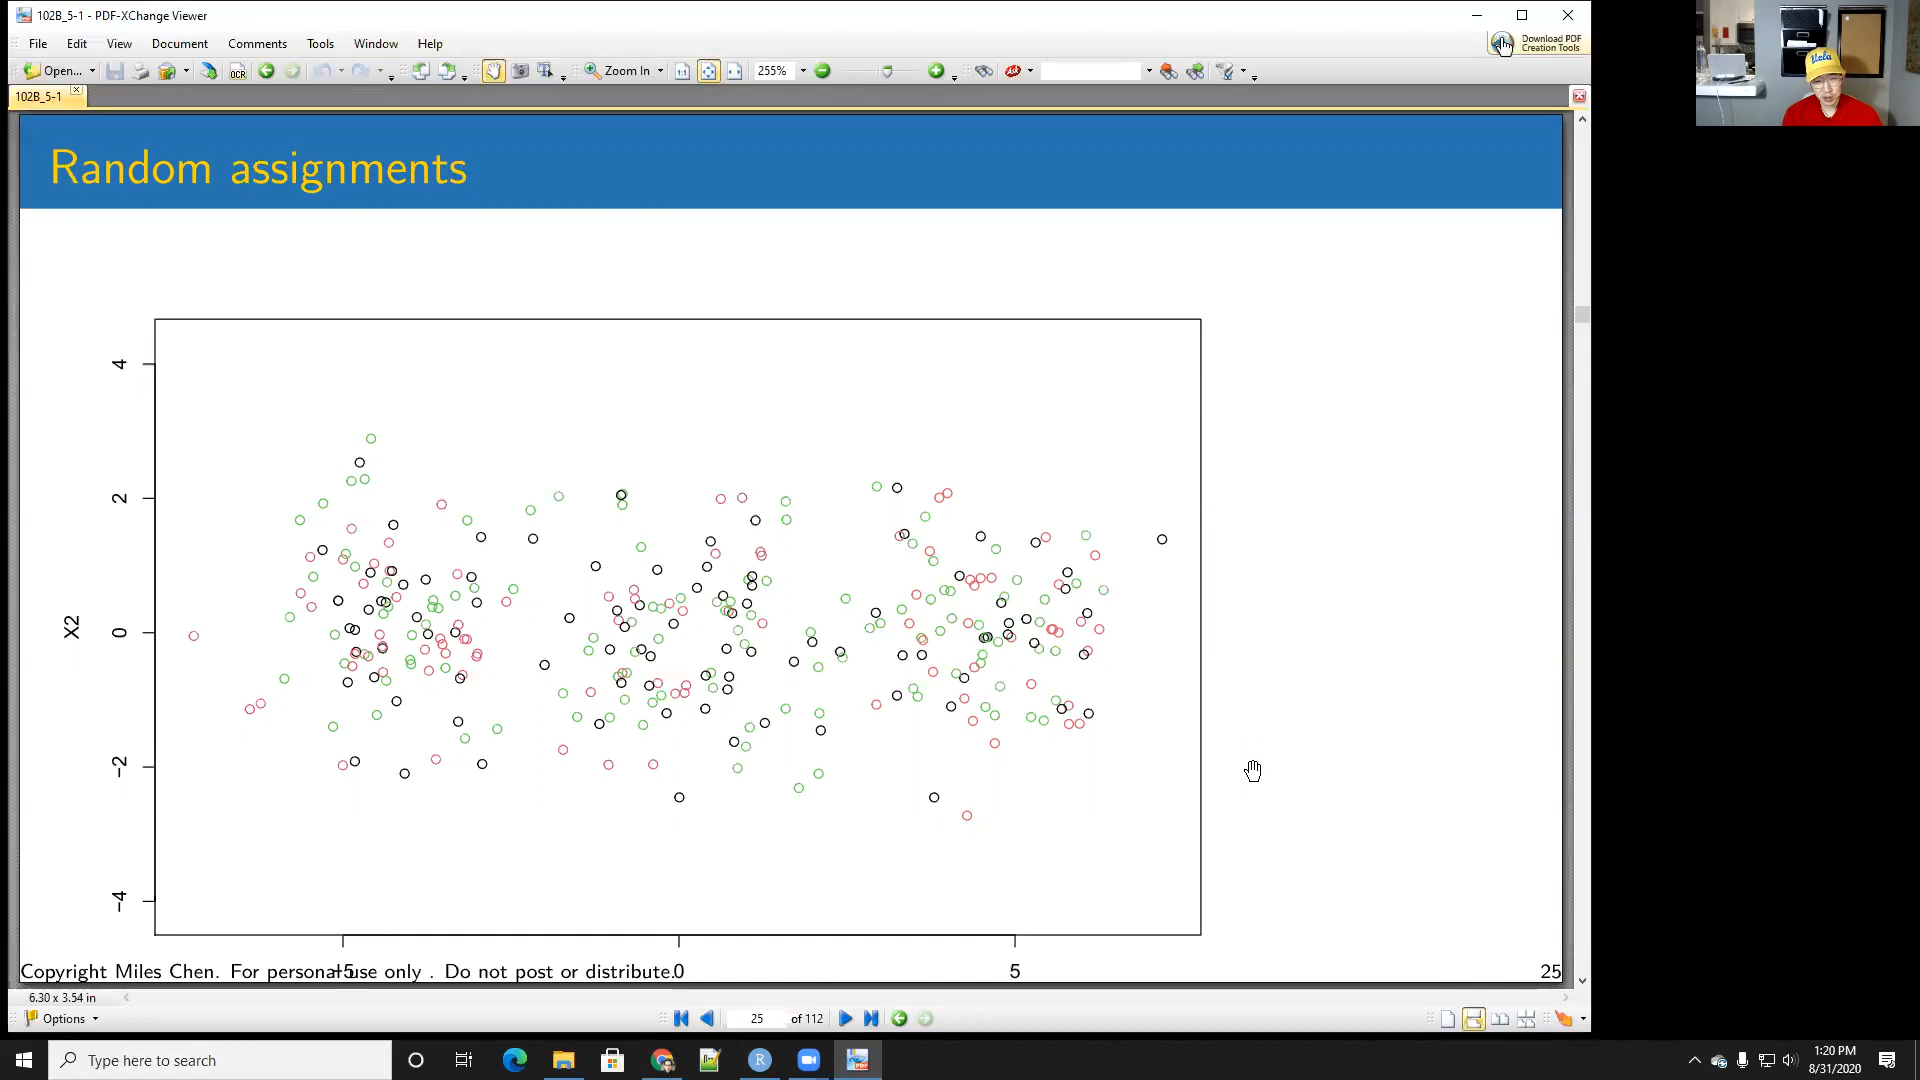 102B_5-1 - PDF-XChange Viewer
File Edit View Document Comments Tools Window Help
Download PDF
Creation Tools
Open...
OCR
Zoom In
255%
102B_5-1
Random assignments
4
2
0
-2
-4
X2
-5
0
5
Copyright Miles Chen. For personal use only . Do not post or distribute.
25
6.30 x 3.54 in
Options
25 of 112
Type here to search
1:20 PM
8/31/2020